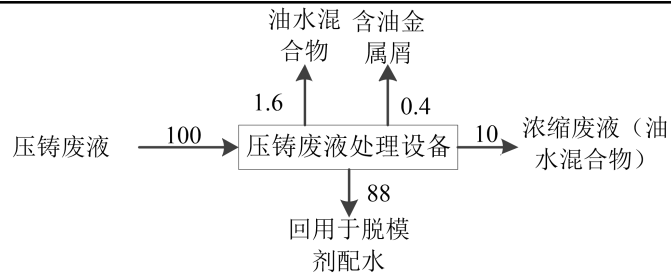 油水混
合物
含油金
属屑
1.6
0.4
压铸废液
100
压铸废液处理设备
10
浓缩废液（油
水混合物）
88
回用于脱模
剂配水